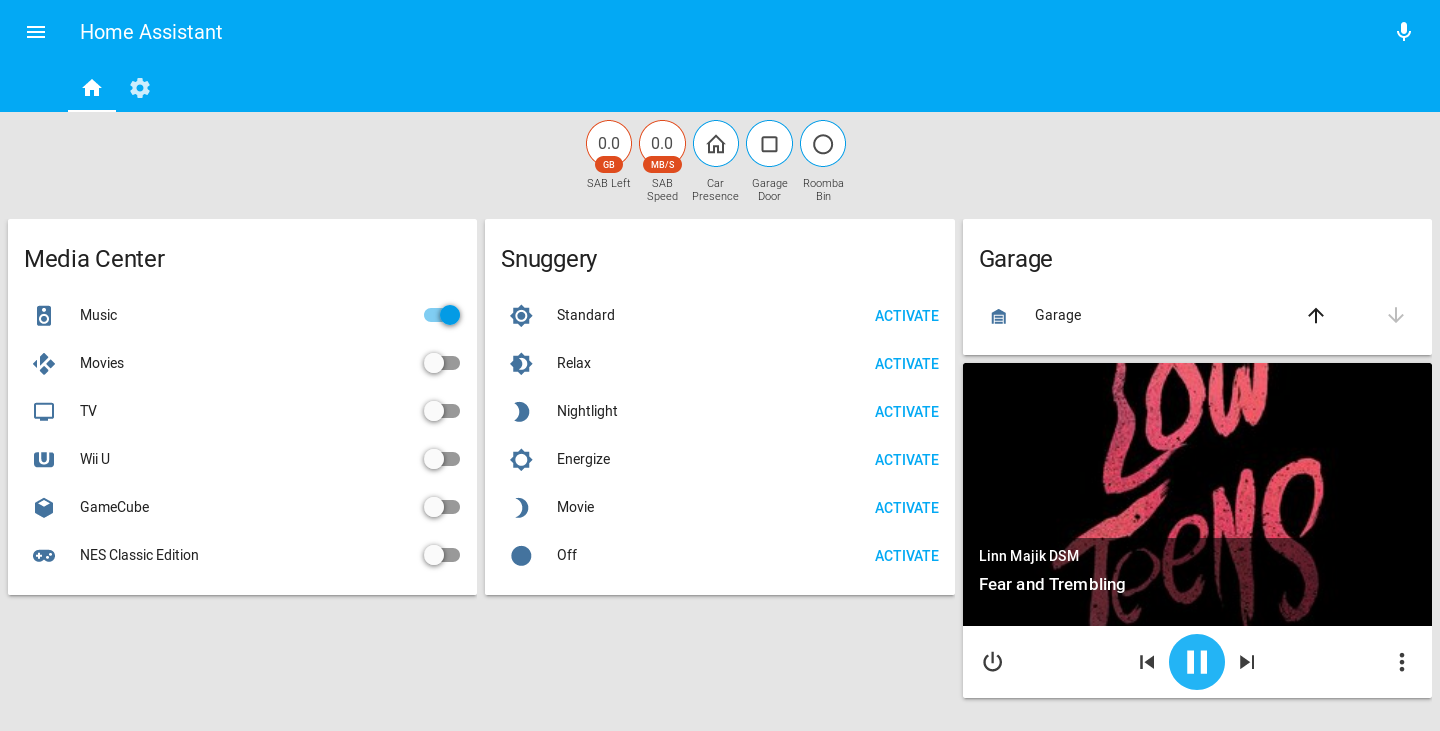 Home Assistant
0.0
GB
SAB Left
0.0
MB/S
SAB
Speed
Car
Presence
Garage
Door
Roomba
Bin
Media Center
Music
Movies
TV
Wii U
GameCube
NES Classic Edition
Snuggery
Standard
ACTIVATE
Relax
ACTIVATE
Nightlight
ACTIVATE
Energize
ACTIVATE
Movie
ACTIVATE
Off
ACTIVATE
Garage
Garage
Low
Teens
Linn Majik DSM
Fear and Trembling